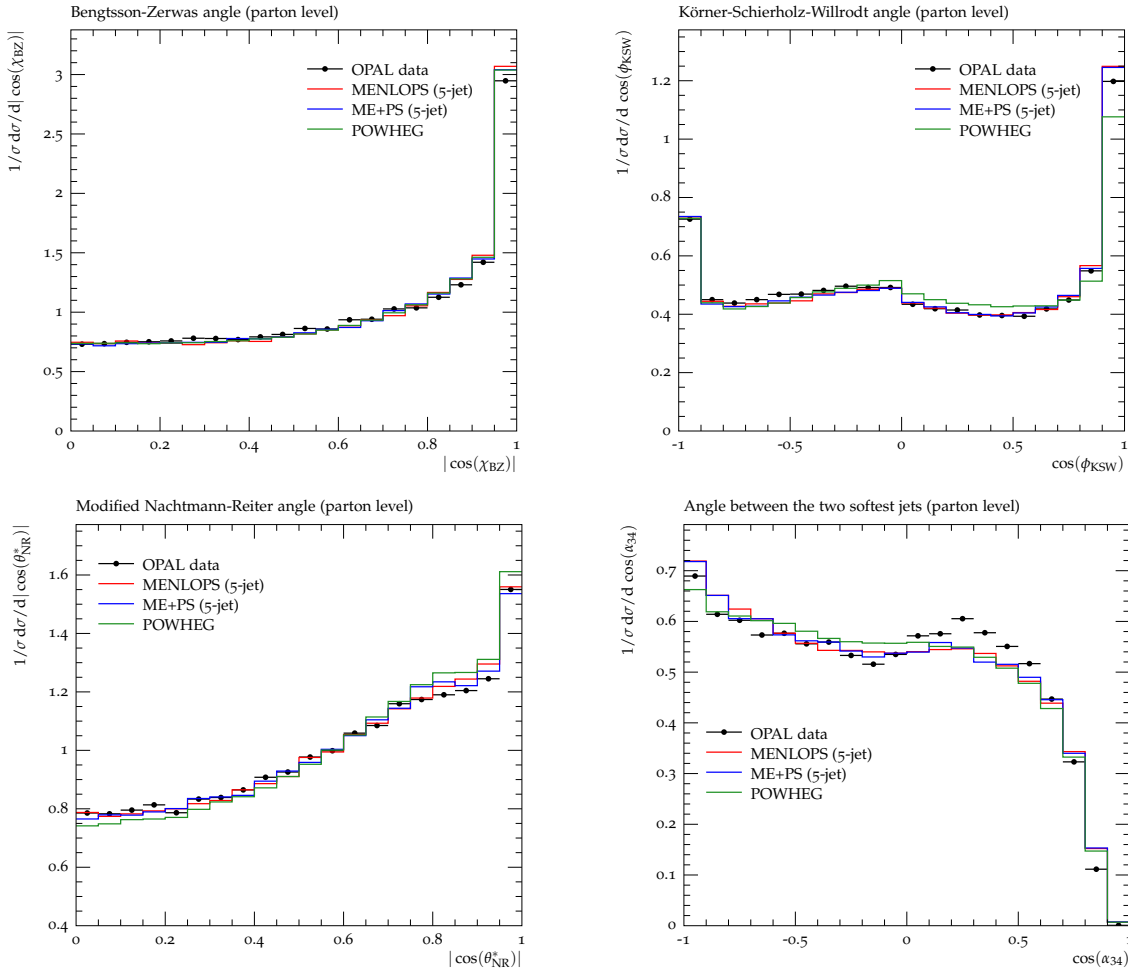 Bengtsson-Zerwas angle (parton level)
1/σ dσ/d| cos(χBZ)|
OPAL data
MENLOPS (5-jet)
ME+PS (5-jet)
POWHEG
3
2.5
2
1.5
1
0.5
0
0 0.2 0.4 0.6 0.8 1
| cos(χBZ)|
Körner-Schierholz-Willrodt angle (parton level)
1/σ dσ/d cos(ϕKSW)
OPAL data
MENLOPS (5-jet)
ME+PS (5-jet)
POWHEG
1.2
1
0.8
0.6
0.4
0.2
0
-1 -0.5 0 0.5 1
cos(ϕKSW)
Modified Nachtmann-Reiter angle (parton level)
1/σ dσ/d| cos(θ*NR)|
OPAL data
MENLOPS (5-jet)
ME+PS (5-jet)
POWHEG
1.6
1.4
1.2
1
0.8
0.6
0.4
0 0.2 0.4 0.6 0.8 1
| cos(θ*NR)|
Angle between the two softest jets (parton level)
1/σ dσ/d cos(α34)
0.7
0.6
0.5
0.4
0.3
0.2
0.1
0
OPAL data
MENLOPS (5-jet)
ME+PS (5-jet)
POWHEG
-1 -0.5 0 0.5 1
cos(α34)